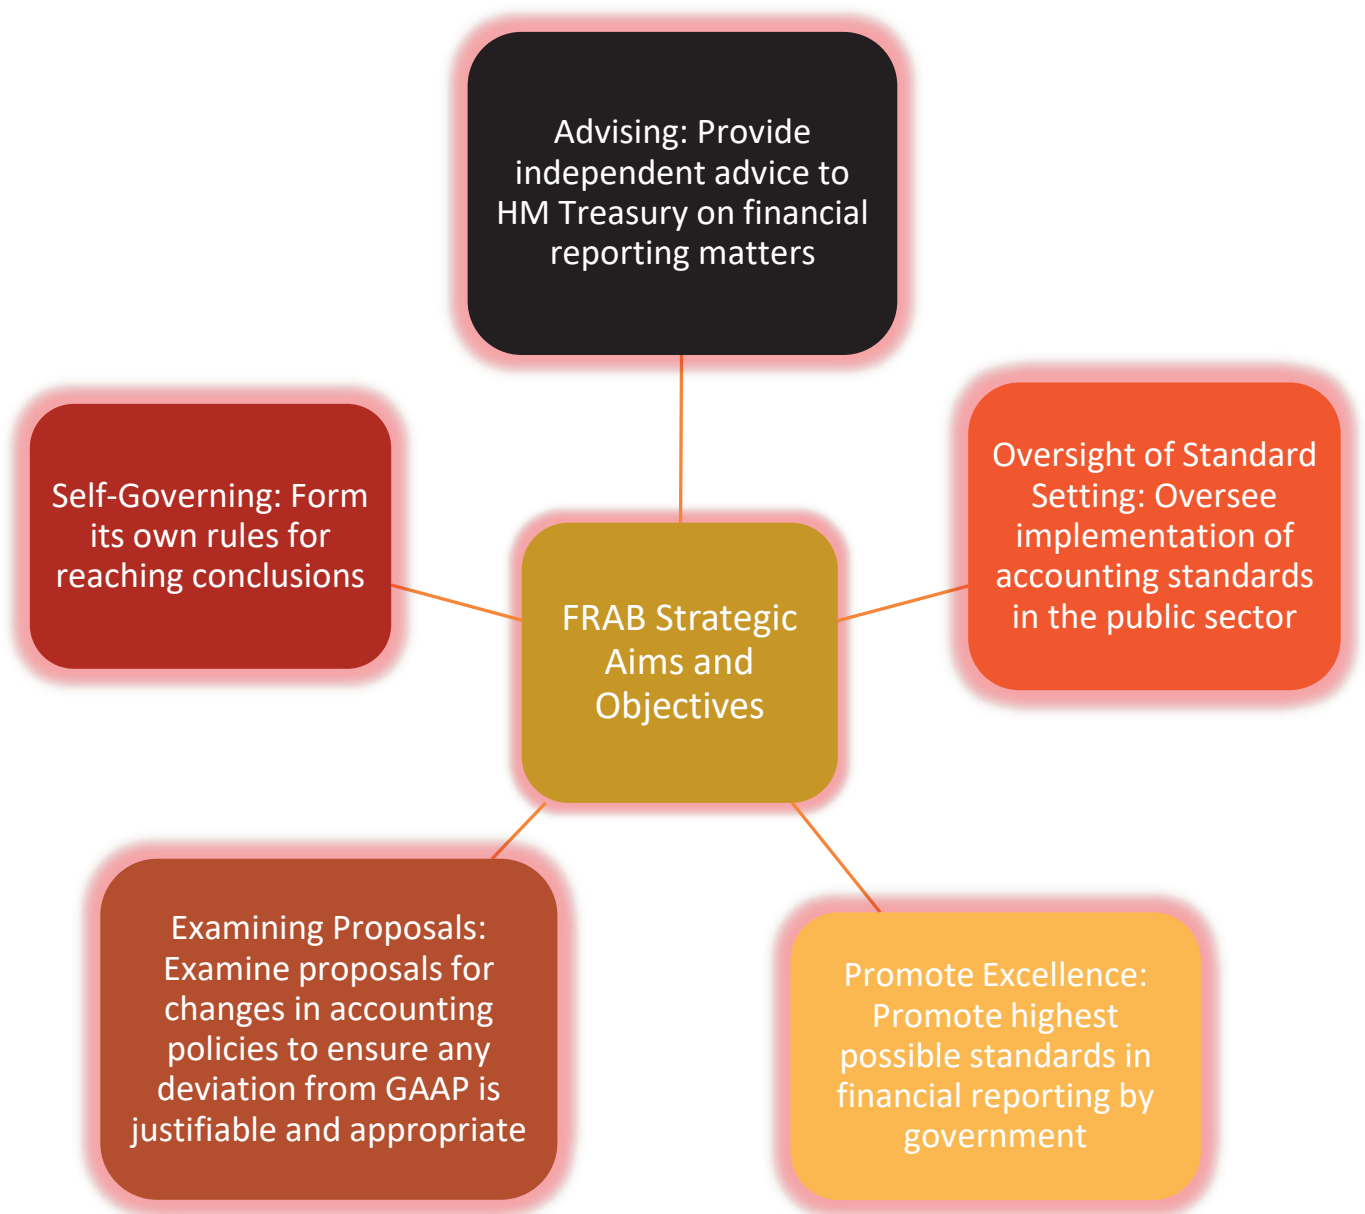 Advising: Provide
independent advice to
HM Treasury on financial
reporting matters
Oversight of Standard
Setting: Oversee
implementation of
accounting standards
in the public sector
Self-Governing: Form
its own rules for
reaching conclusions
FRAB Strategic
Aims and
Objectives
Examining Proposals:
Examine proposals for
changes in accounting
policies to ensure any
deviation from GAAP is
justifiable and appropriate
Promote Excellence:
Promote highest
possible standards in
financial reporting by
government